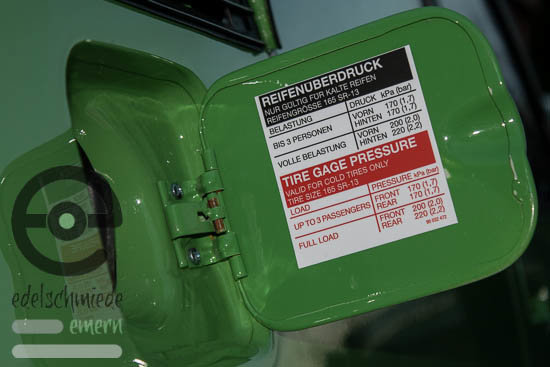 REIFENÜBERDRUCK
NUR GÜLTIG FÜR KALTE REIFEN
REIFENGRÖSSE 165 SR-13
BELASTUNG DRUCK kPa (bar)
BIS 3 PERSONEN VORN 170 (1,7)
HINTEN 170 (1,7)
VOLLE BELASTUNG VORN 200 (2,0)
HINTEN 220 (2,2)
TIRE GAGE PRESSURE
VALID FOR COLD TIRES ONLY
TIRE SIZE 165 SR-13
LOAD PRESSURE kPa (bar)
UP TO 3 PASSENGERS FRONT 170 (1,7)
REAR 170 (1,7)
FULL LOAD FRONT 200 (2,0)
REAR 220 (2,2)
90 032 473
e
edelschmiede
emern